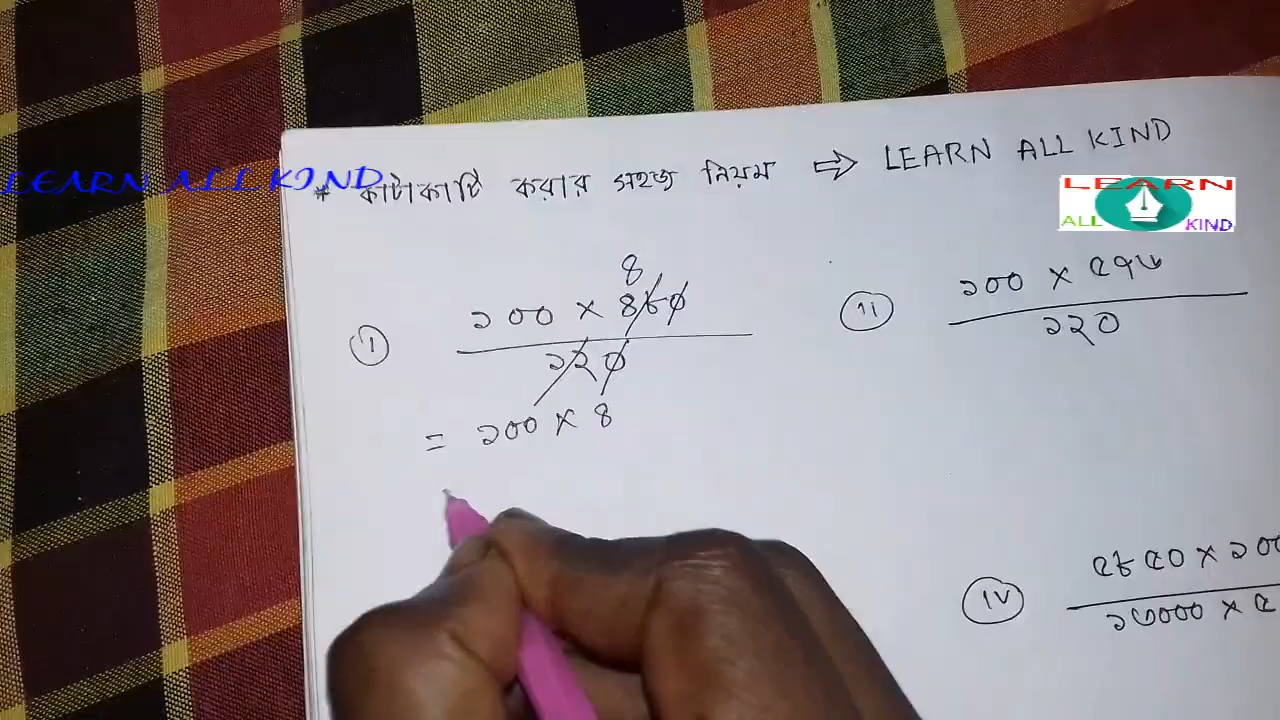 LEARN ALL KIND
* কাটাকাটি করার সহজ নিয়ম ⇒ LEARN ALL KIND
LEARN
ALL KIND
৪
(i) ১০০ × ৪৮০
১২০
= ১০০ × ৪
(ii) ১০০ × ৫৭৬
১২০
(iv) ৫৮৫০ × ১০০
১৩০০০ × ৫